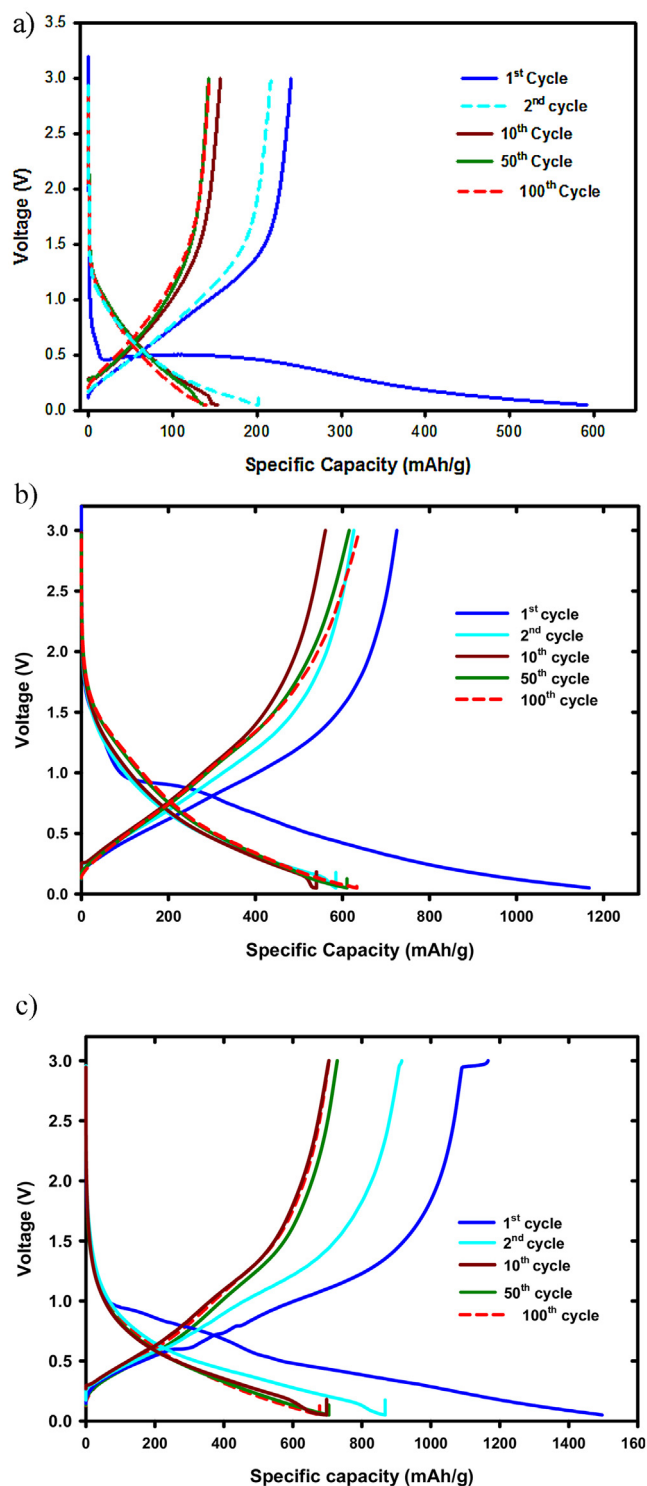 a)
3.5
3.0
2.5
2.0
1.5
1.0
0.5
0.0
Voltage (V)
1st Cycle
2nd cycle
10th Cycle
50th Cycle
100th Cycle
0 100 200 300 400 500 600
Specific Capacity (mAh/g)
b)
3.0
2.5
2.0
1.5
1.0
0.5
0.0
Voltage (V)
1st cycle
2nd cycle
10th cycle
50th cycle
100th cycle
0 200 400 600 800 1000 1200
Specific Capacity (mAh/g)
c)
3.0
2.5
2.0
1.5
1.0
0.5
0.0
Voltage (V)
1st cycle
2nd cycle
10th cycle
50th cycle
100th cycle
0 200 400 600 800 1000 1200 1400 160
Specific capacity (mAh/g)